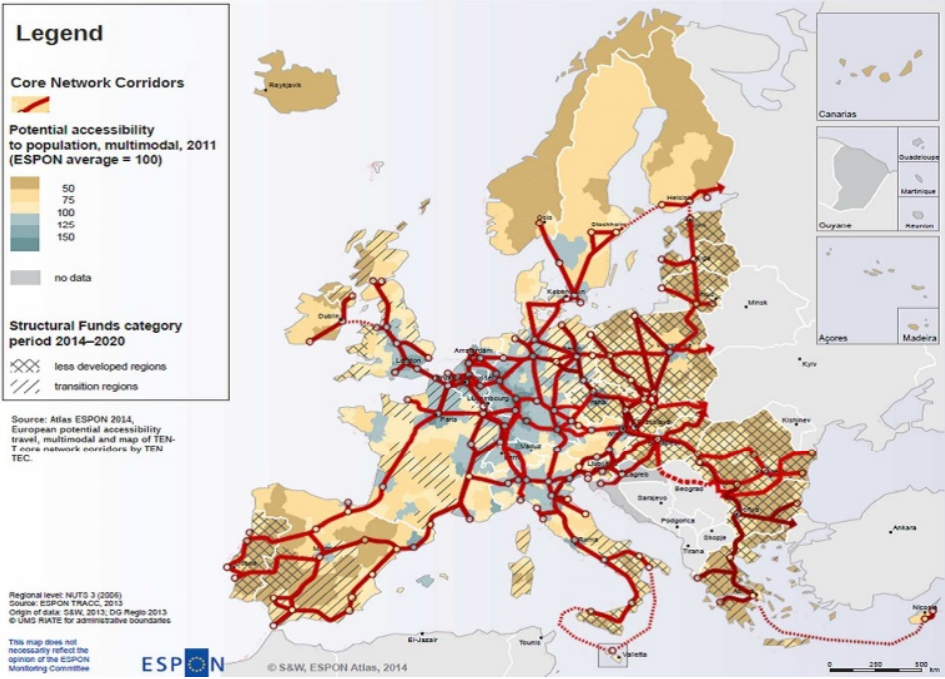 Legend
Core Network Corridors
Potential accessibility
to population, multimodal, 2011
(ESPON average = 100)
50
75
100
125
150
no data
Structural Funds category
period 2014–2020
less developed regions
transition regions
Source: Atlas ESPON 2014,
European potential accessibility
travel, multimodal and map of TEN-
T core network corridors by TEN
TEC.
Regional level: NUTS 3 (2006)
Source: ESPON TRACC, 2013
Origin of data: S&W, 2013; DG Regio 2013
© UMS RIATE for administrative boundaries
This map does not
necessarily reflect the
opinion of the ESPON
Monitoring Committee
ESPON
© S&W, ESPON Atlas, 2014
Reykjavik
Oslo
Stockholm
Helsinki
København
Dublin
London
Amsterdam
Luxembourg
Paris
Vaduz
Zagreb
Beograd
Sarajevo
Podgorica
Skopje
Tirana
Roma
Minsk
Kyiv
Kishinev
Ankara
Nicosia
Valletta
Tounis
El-Jazair
Canarias
Guadeloupe
Martinique
Réunion
Guyane
Açores
Madeira
0 250 500
km